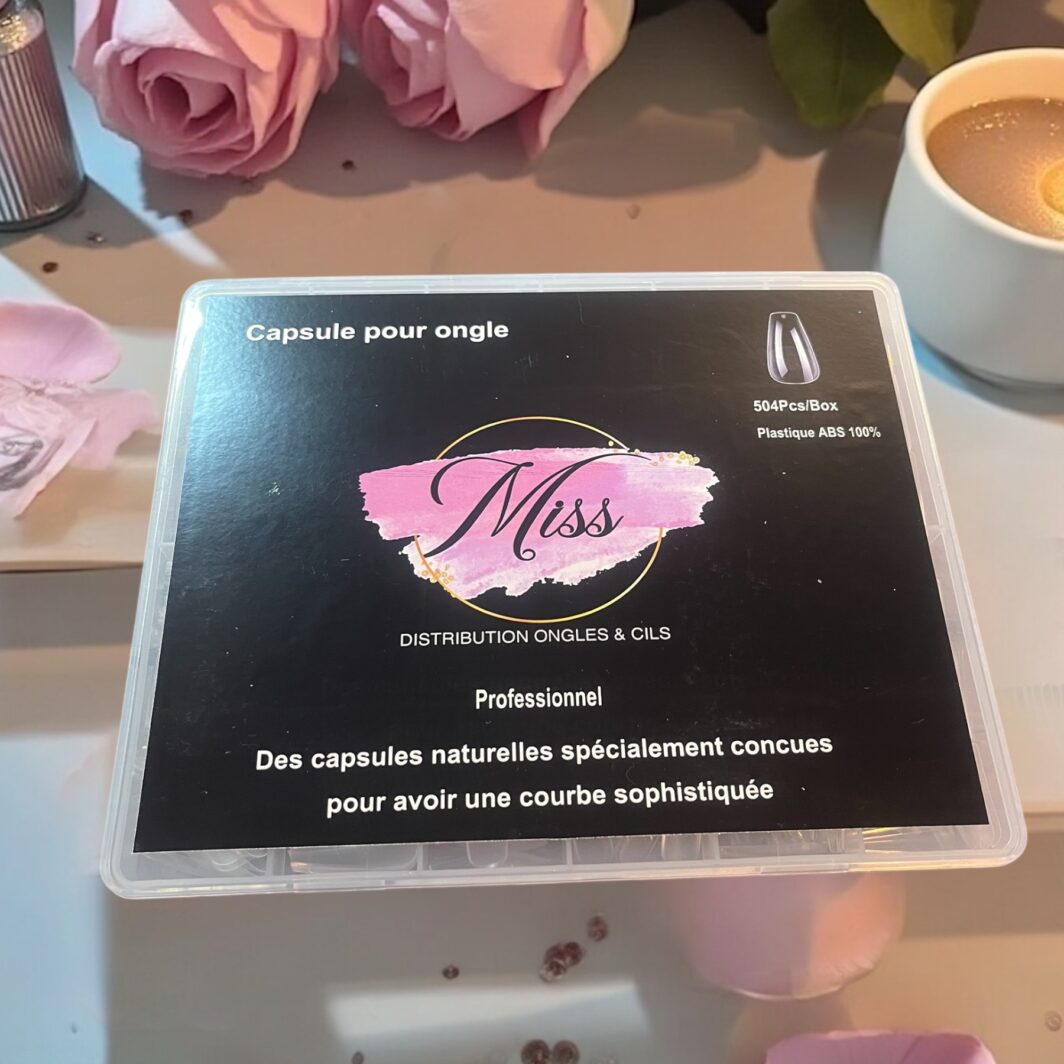 Capsule pour ongle
504Pcs/Box
Plastique ABS 100%
Miss
DISTRIBUTION ONGLES & CILS
Professionnel
Des capsules naturelles spécialement concues
pour avoir une courbe sophistiquée